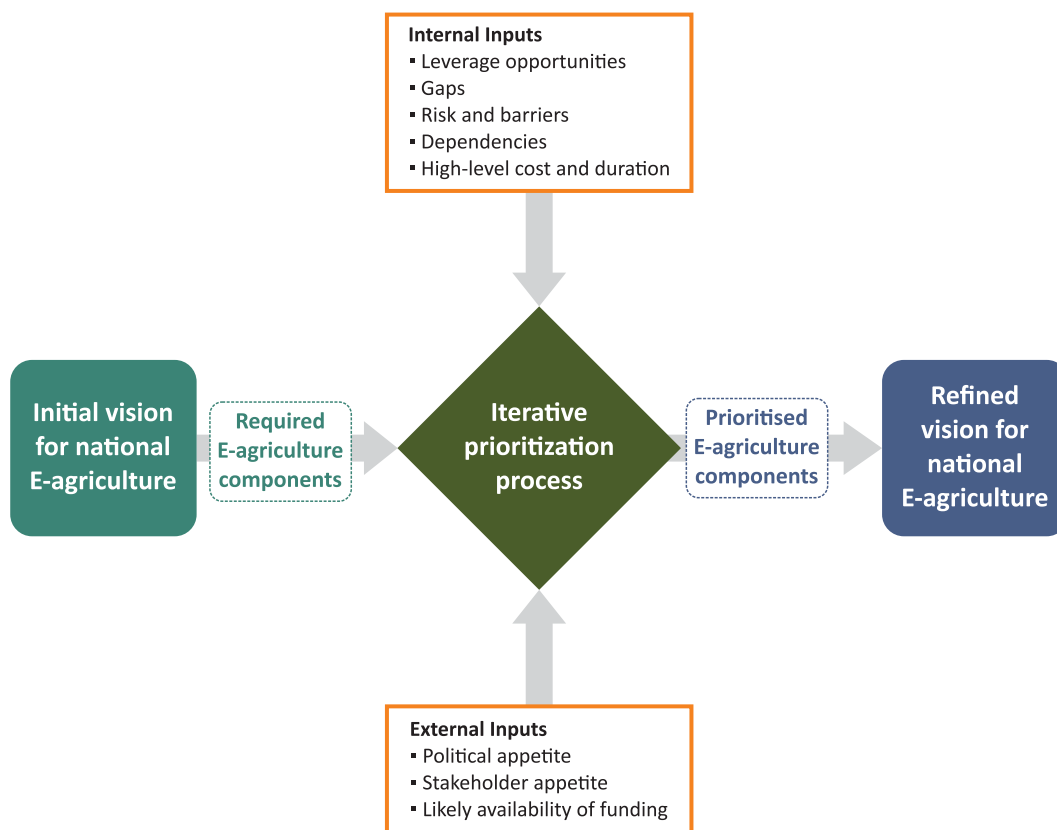 Internal Inputs
▪ Leverage opportunities
▪ Gaps
▪ Risk and barriers
▪ Dependencies
▪ High-level cost and duration
Initial vision
for national
E-agriculture
Required
E-agriculture
components
Iterative
prioritization
process
Prioritised
E-agriculture
components
Refined
vision for
national
E-agriculture
External Inputs
▪ Political appetite
▪ Stakeholder appetite
▪ Likely availability of funding